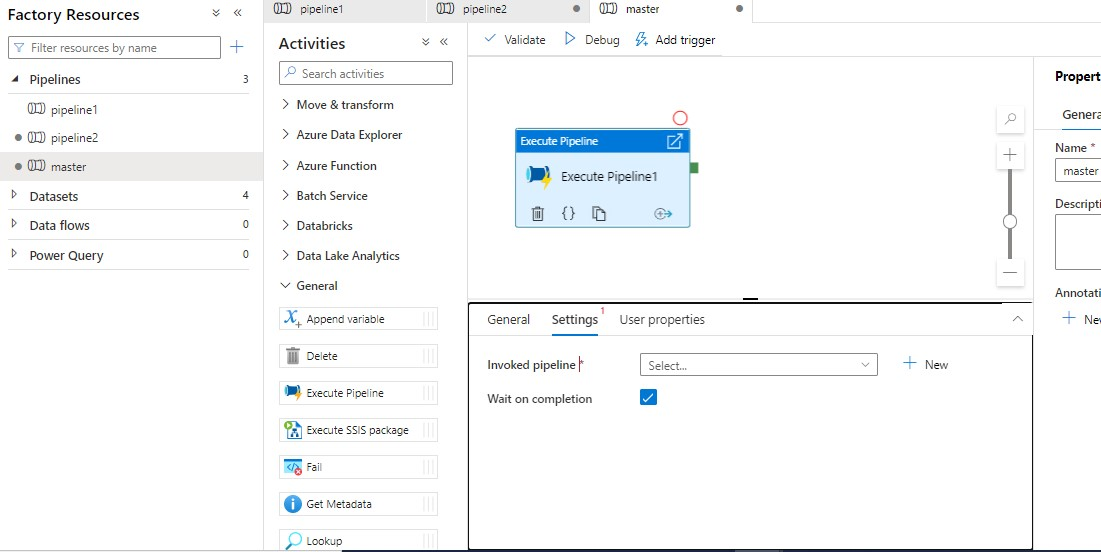 Factory Resources
Filter resources by name
Pipelines 3
pipeline1
pipeline2
master
Datasets 4
Data flows 0
Power Query 0
pipeline1
pipeline2
master
Activities
Search activities
Move & transform
Azure Data Explorer
Azure Function
Batch Service
Databricks
Data Lake Analytics
General
Append variable
Delete
Execute Pipeline
Execute SSIS package
Fail
Get Metadata
Lookup
Validate Debug Add trigger
Execute Pipeline
Execute Pipeline1
General Settings 1 User properties
Invoked pipeline * Select... New
Wait on completion
Propert
Genera
Name *
master
Descripti
Annotati
Ne